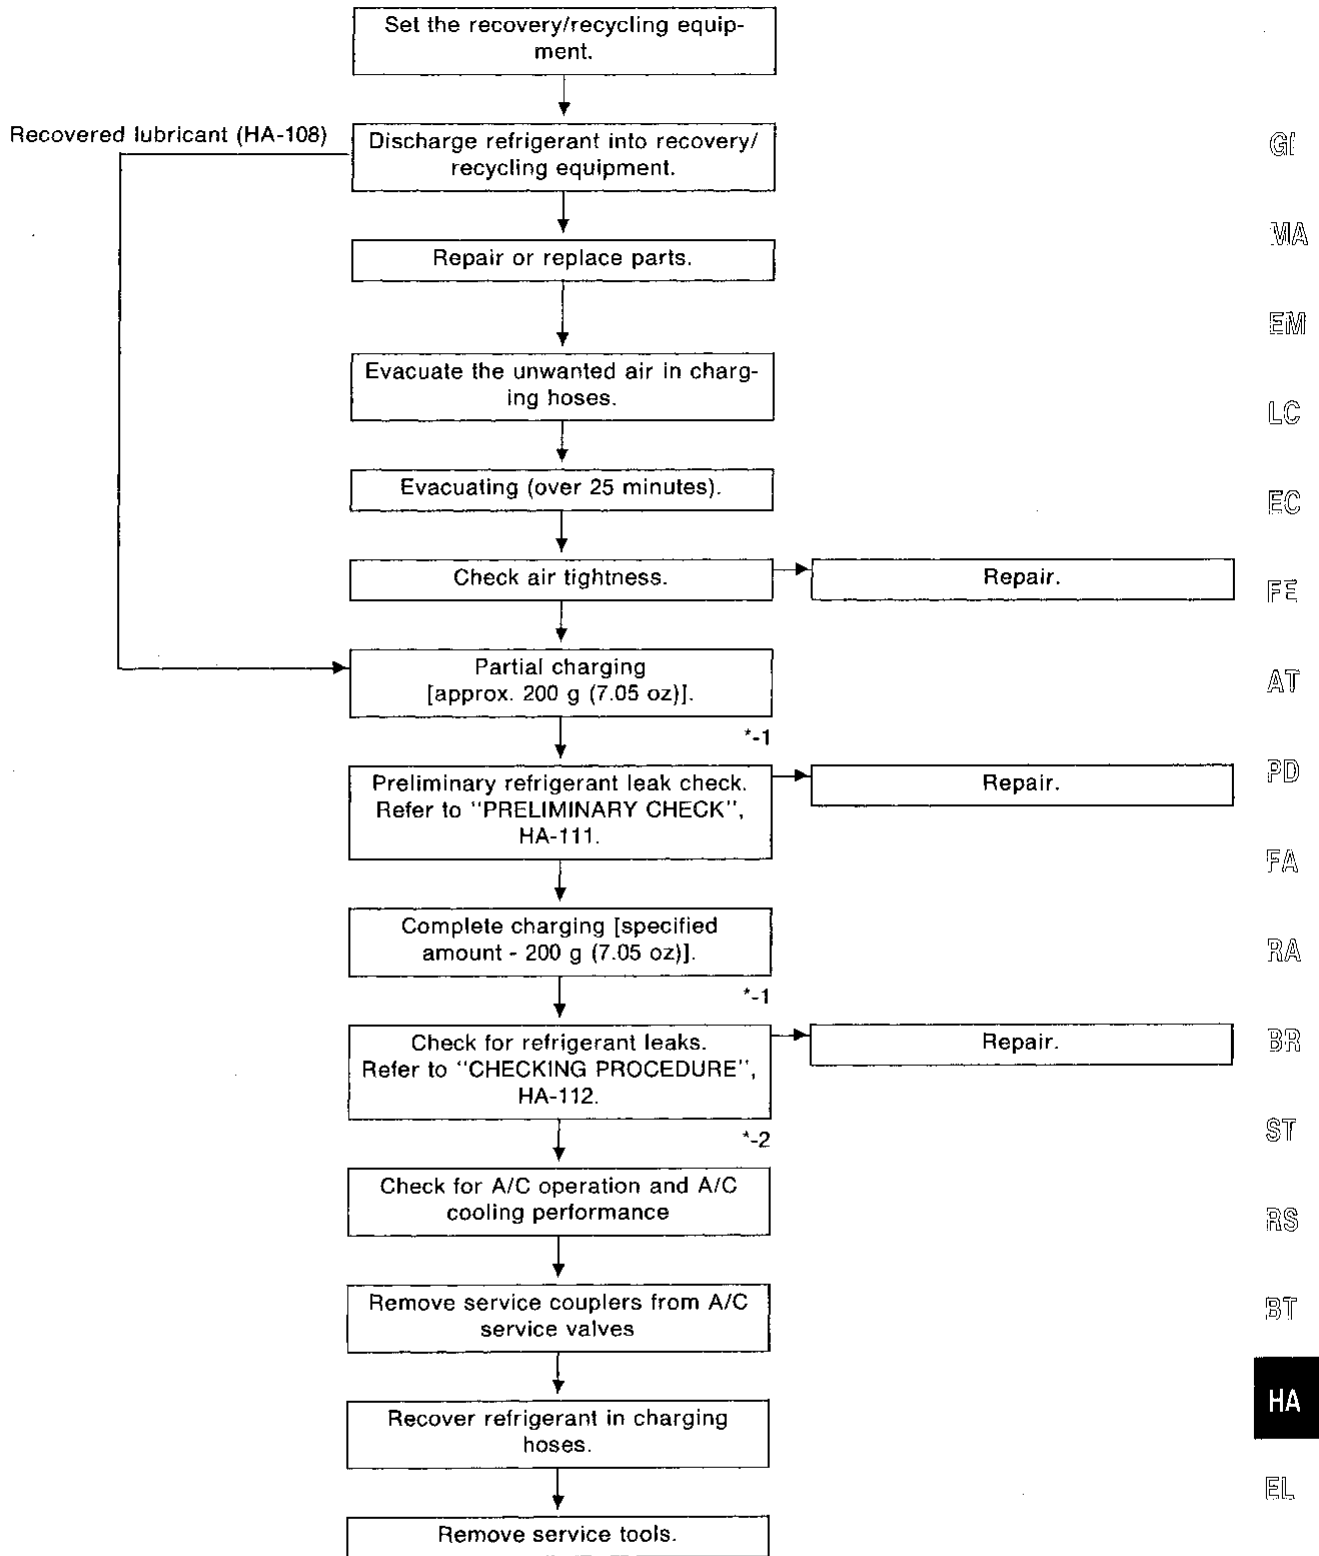 Set the recovery/recycling equip-
ment.
Recovered lubricant (HA-108)
Discharge refrigerant into recovery/
recycling equipment.
Repair or replace parts.
Evacuate the unwanted air in charg-
ing hoses.
Evacuating (over 25 minutes).
Check air tightness.
Repair.
Partial charging
[approx. 200 g (7.05 oz)].
*-1
Preliminary refrigerant leak check.
Refer to "PRELIMINARY CHECK",
HA-111.
Repair.
Complete charging [specified
amount - 200 g (7.05 oz)].
*-1
Check for refrigerant leaks.
Refer to "CHECKING PROCEDURE",
HA-112.
Repair.
*-2
Check for A/C operation and A/C
cooling performance
Remove service couplers from A/C
service valves
Recover refrigerant in charging
hoses.
Remove service tools.
GI
MA
EM
LC
EC
FE
AT
PD
FA
RA
BR
ST
RS
BT
HA
EL